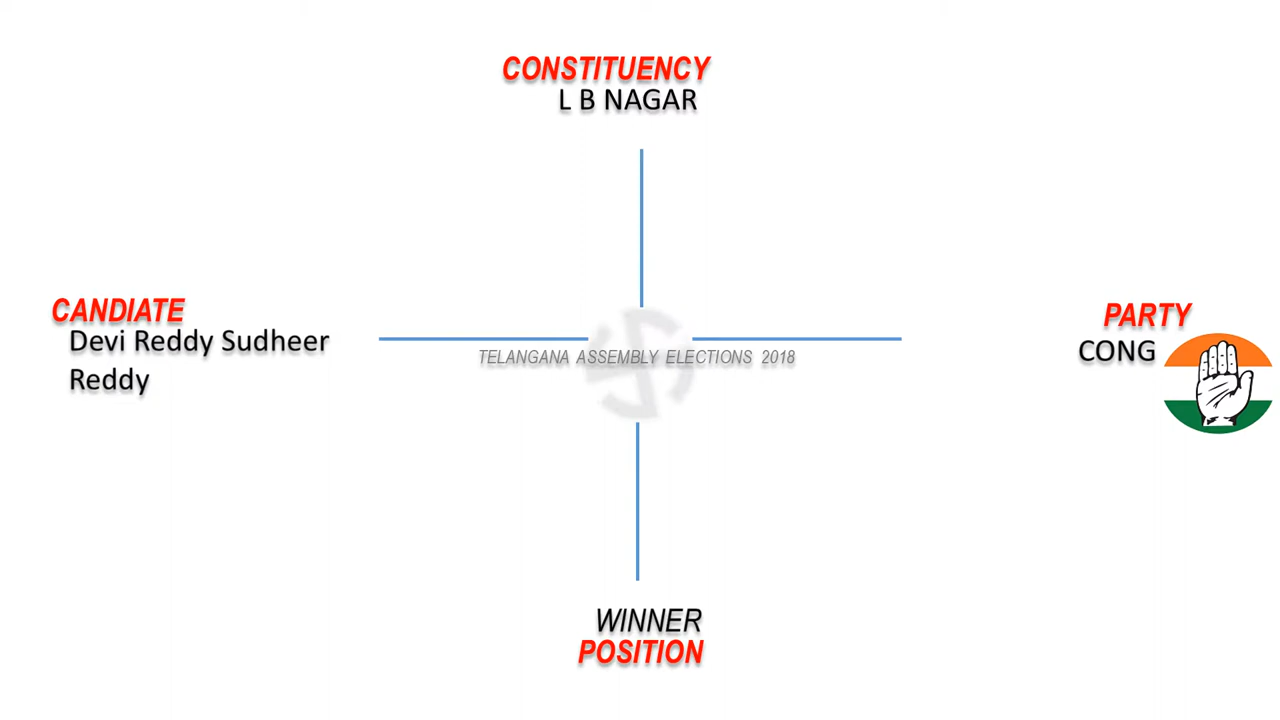 CONSTITUENCY
L B NAGAR
CANDIATE
Devi Reddy Sudheer
Reddy
TELANGANA ASSEMBLY ELECTIONS 2018
PARTY
CONG
WINNER
POSITION